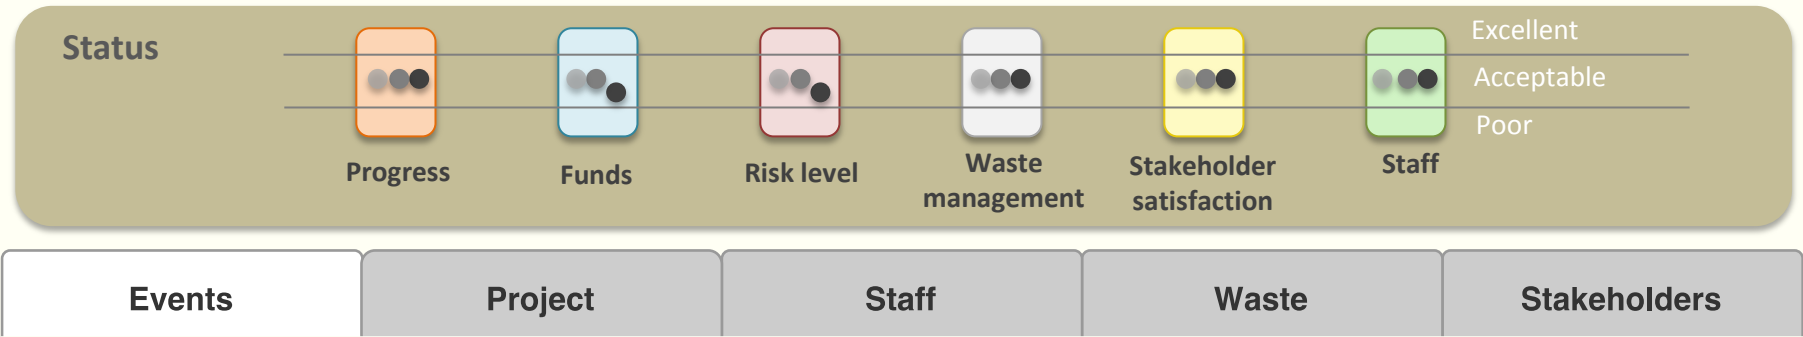 Status
Excellent
Acceptable
Poor
Progress
Funds
Risk level
Waste
management
Stakeholder
satisfaction
Staff
Events
Project
Staff
Waste
Stakeholders